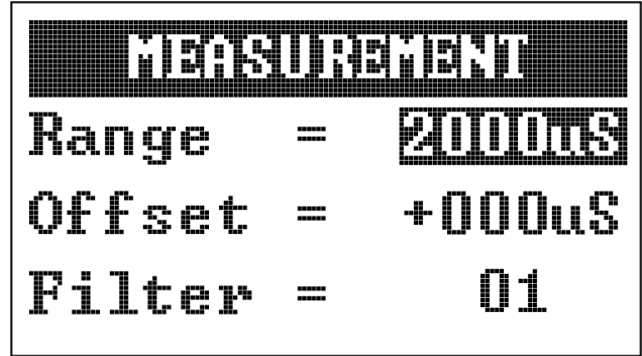 MEASUREMENT
Range = 2000uS
Offset = +000uS
Filter = 01